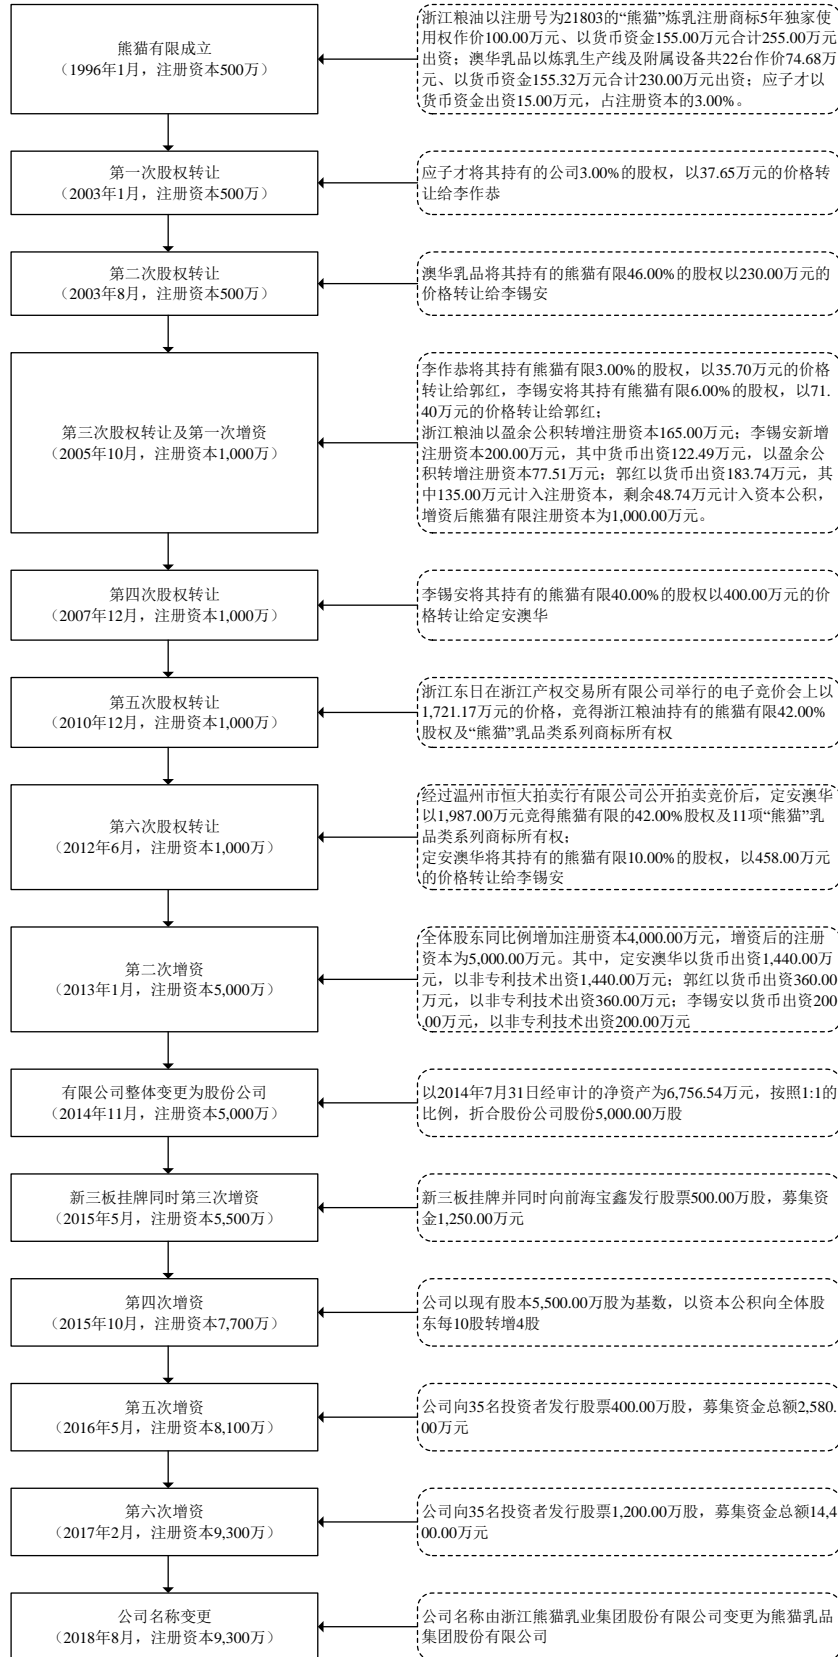 熊猫有限成立
（1996年1月，注册资本500万）
浙江粮油以注册号为21803的“熊猫”炼乳注册商标5年独家使
用权作价100.00万元、以货币资金155.00万元合计255.00万元
出资；澳华乳品以炼乳生产线及附属设备共22台作价74.68万
元、以货币资金155.32万元合计230.00万元出资；应子才以
货币资金出资15.00万元，占注册资本的3.00%。
第一次股权转让
（2003年1月，注册资本500万）
应子才将其持有的公司3.00%的股权，以37.65万元的价格转
让给李作恭
第二次股权转让
（2003年8月，注册资本500万）
澳华乳品将其持有的熊猫有限46.00%的股权以230.00万元的
价格转让给李锡安
第三次股权转让及第一次增资
（2005年10月，注册资本1,000万）
李作恭将其持有熊猫有限3.00%的股权，以35.70万元的价格
转让给郭红，李锡安将其持有熊猫有限6.00%的股权，以71.
40万元的价格转让给郭红；
浙江粮油以盈余公积转增注册资本165.00万元；李锡安新增
注册资本200.00万元，其中货币出资122.49万元，以盈余公
积转增注册资本77.51万元；郭红以货币出资183.74万元，其
中135.00万元计入注册资本，剩余48.74万元计入资本公积，
增资后熊猫有限注册资本为1,000.00万元。
第四次股权转让
（2007年12月，注册资本1,000万）
李锡安将其持有的熊猫有限40.00%的股权以400.00万元的价
格转让给定安澳华
第五次股权转让
（2010年12月，注册资本1,000万）
浙江东日在浙江产权交易所有限公司举行的电子竞价会上以
1,721.17万元的价格，竞得浙江粮油持有的熊猫有限42.00%
股权及“熊猫”乳品类系列商标所有权
第六次股权转让
（2012年6月，注册资本1,000万）
经过温州市恒大拍卖行有限公司公开拍卖竞价后，定安澳华
以1,987.00万元竞得熊猫有限的42.00%股权及11项“熊猫”乳
品类系列商标所有权；
定安澳华将其持有的熊猫有限10.00%的股权，以458.00万元
的价格转让给李锡安
第二次增资
（2013年1月，注册资本5,000万）
全体股东同比例增加注册资本4,000.00万元，增资后的注册
资本为5,000.00万元。其中，定安澳华以货币出资1,440.00万
元，以非专利技术出资1,440.00万元；郭红以货币出资360.00
万元，以非专利技术出资360.00万元；李锡安以货币出资200
.00万元，以非专利技术出资200.00万元
有限公司整体变更为股份公司
（2014年11月，注册资本5,000万）
以2014年7月31日经审计的净资产为6,756.54万元，按照1:1的
比例，折合股份公司股份5,000.00万股
新三板挂牌同时第三次增资
（2015年5月，注册资本5,500万）
新三板挂牌并同时向前海宝鑫发行股票500.00万股，募集资
金1,250.00万元
第四次增资
（2015年10月，注册资本7,700万）
公司以现有股本5,500.00万股为基数，以资本公积向全体股
东每10股转增4股
第五次增资
（2016年5月，注册资本8,100万）
公司向35名投资者发行股票400.00万股，募集资金总额2,580.
00万元
第六次增资
（2017年2月，注册资本9,300万）
公司向35名投资者发行股票1,200.00万股，募集资金总额14,4
00.00万元
公司名称变更
（2018年8月，注册资本9,300万）
公司名称由浙江熊猫乳业集团股份有限公司变更为熊猫乳品
集团股份有限公司